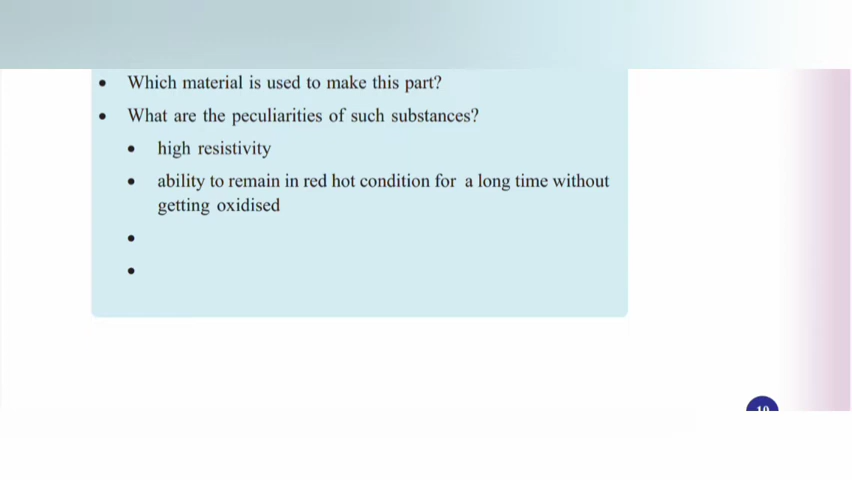 • Which material is used to make this part?
• What are the peculiarities of such substances?
• high resistivity
• ability to remain in red hot condition for a long time without
getting oxidised
•
•